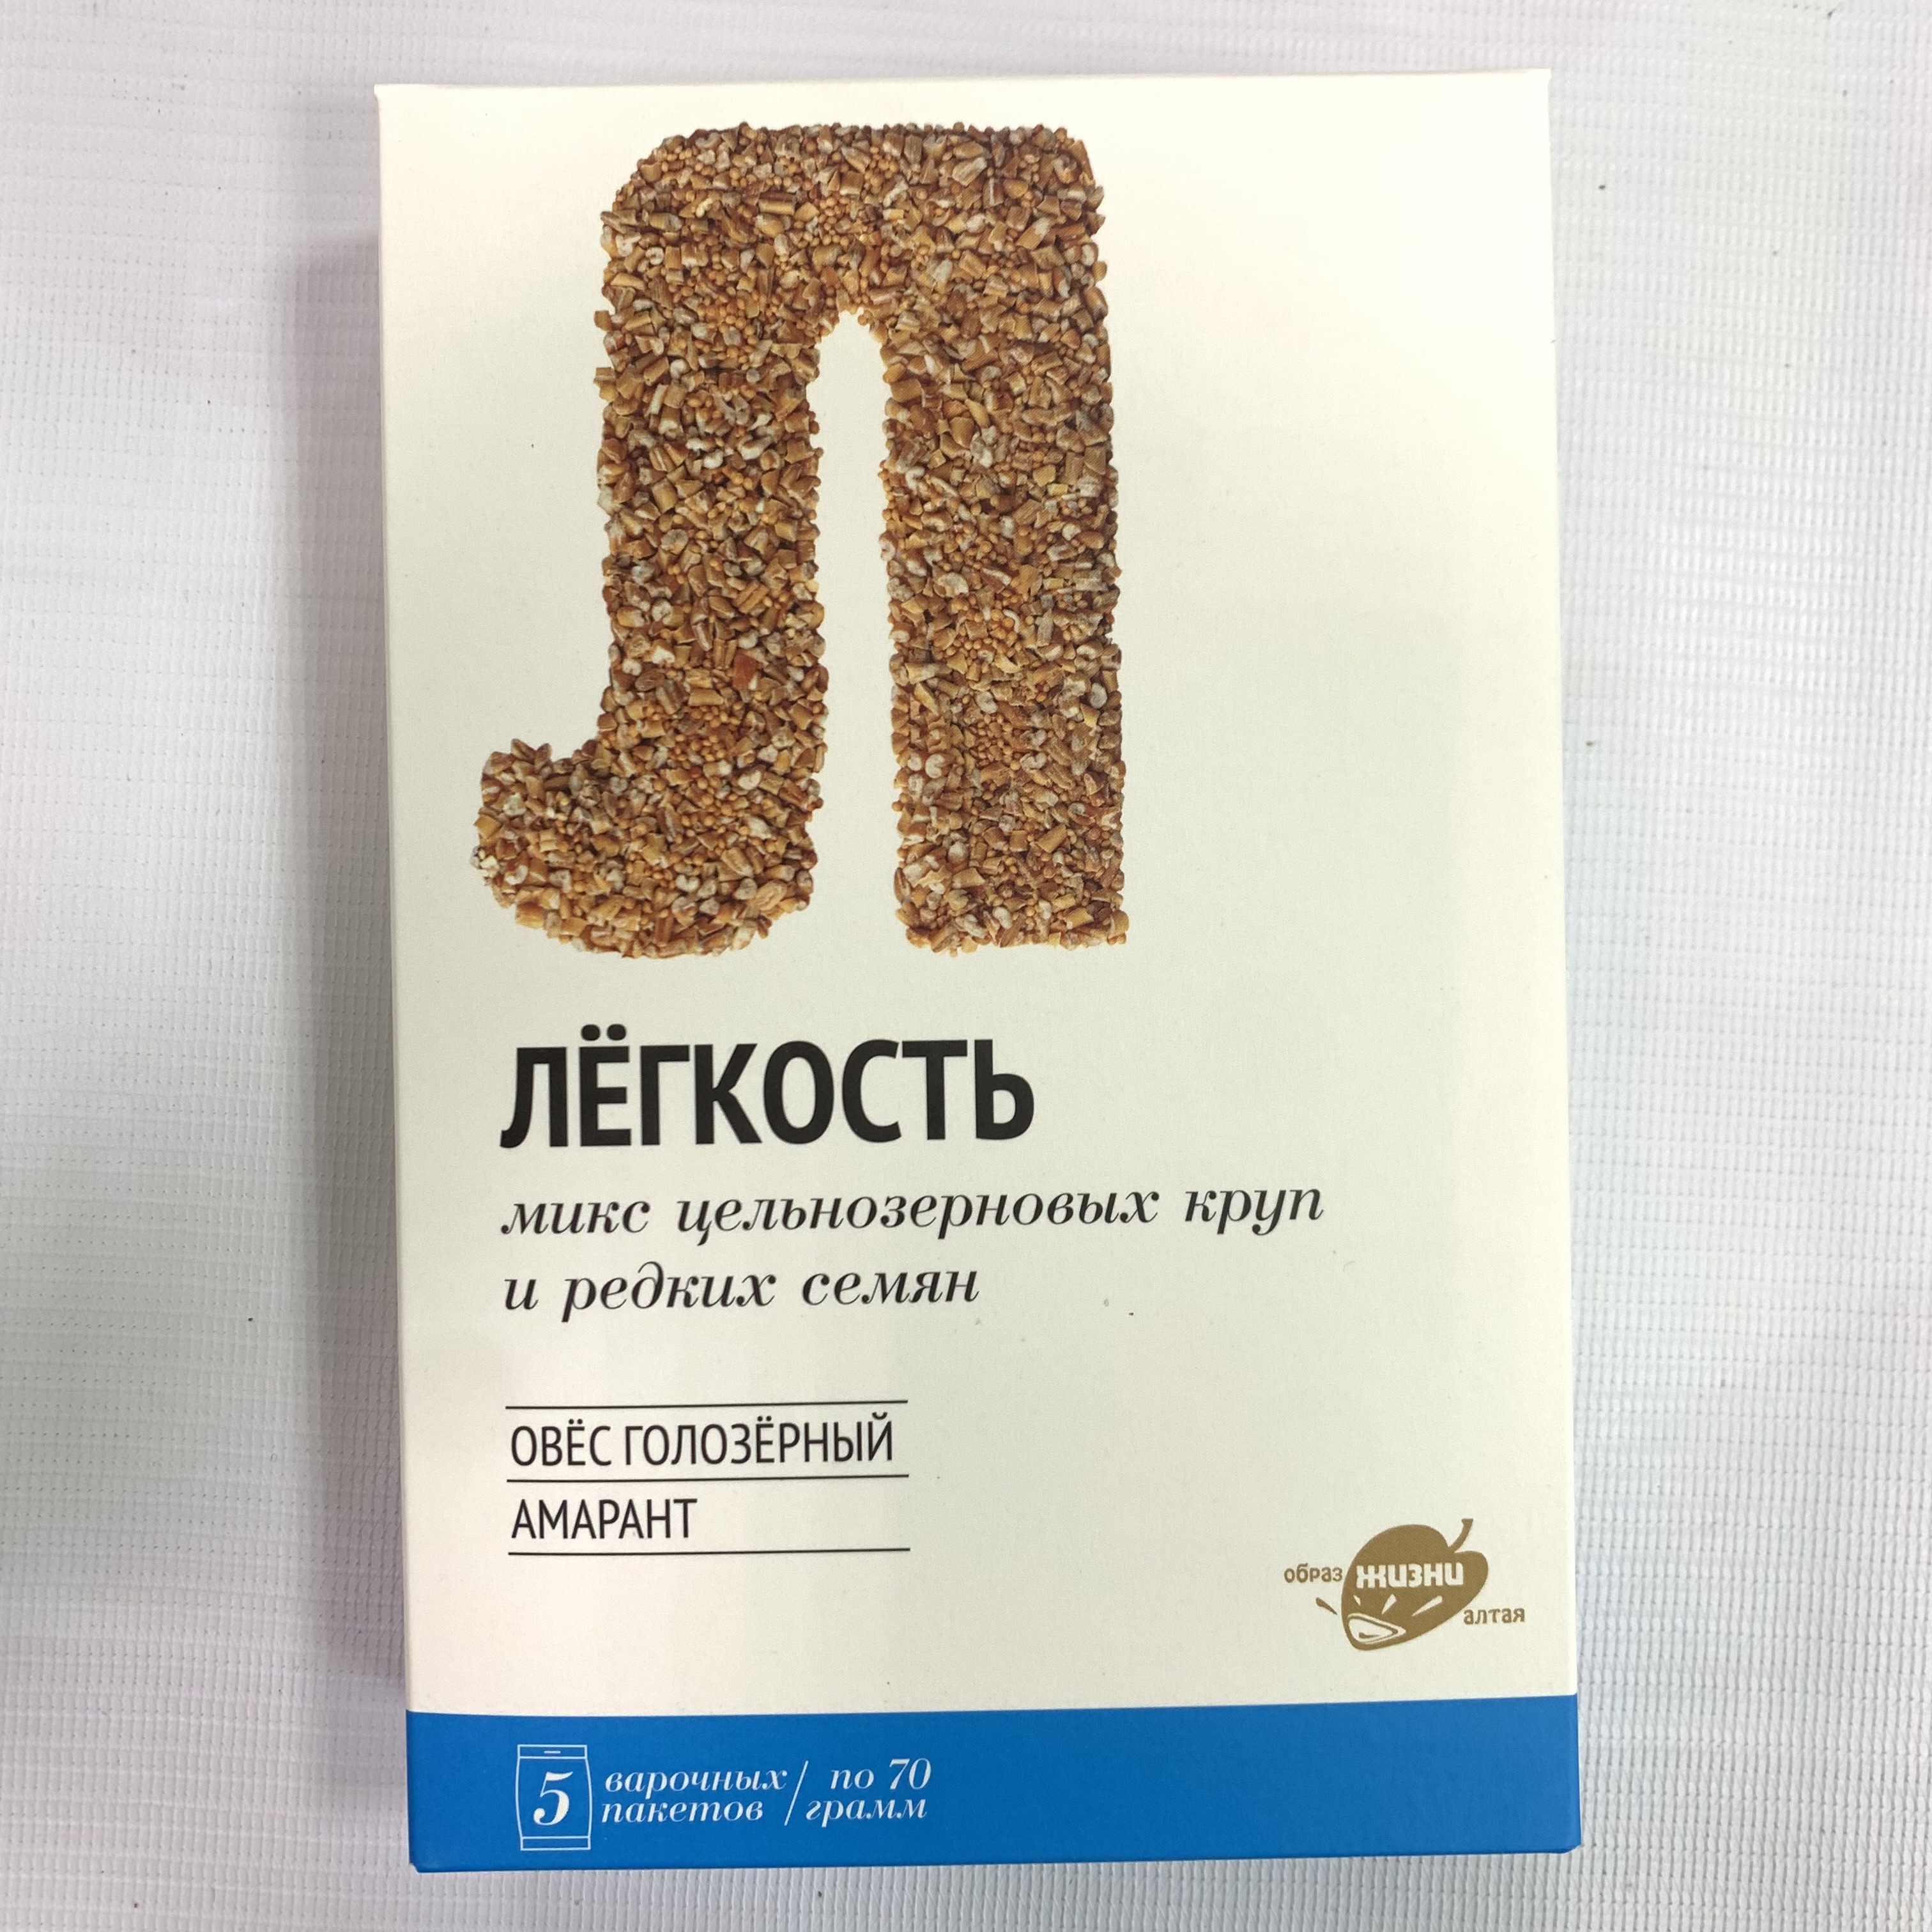 Л
ЛЁГКОСТЬ
микс цельнозерновых круп
и редких семян
ОВЁС ГОЛОЗЁРНЫЙ
АМАРАНТ
образ жизни
алтая
5 варочных / по 70
пакетов / грамм